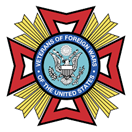 VETERANS OF FOREIGN WARS
OF THE UNITED STATES